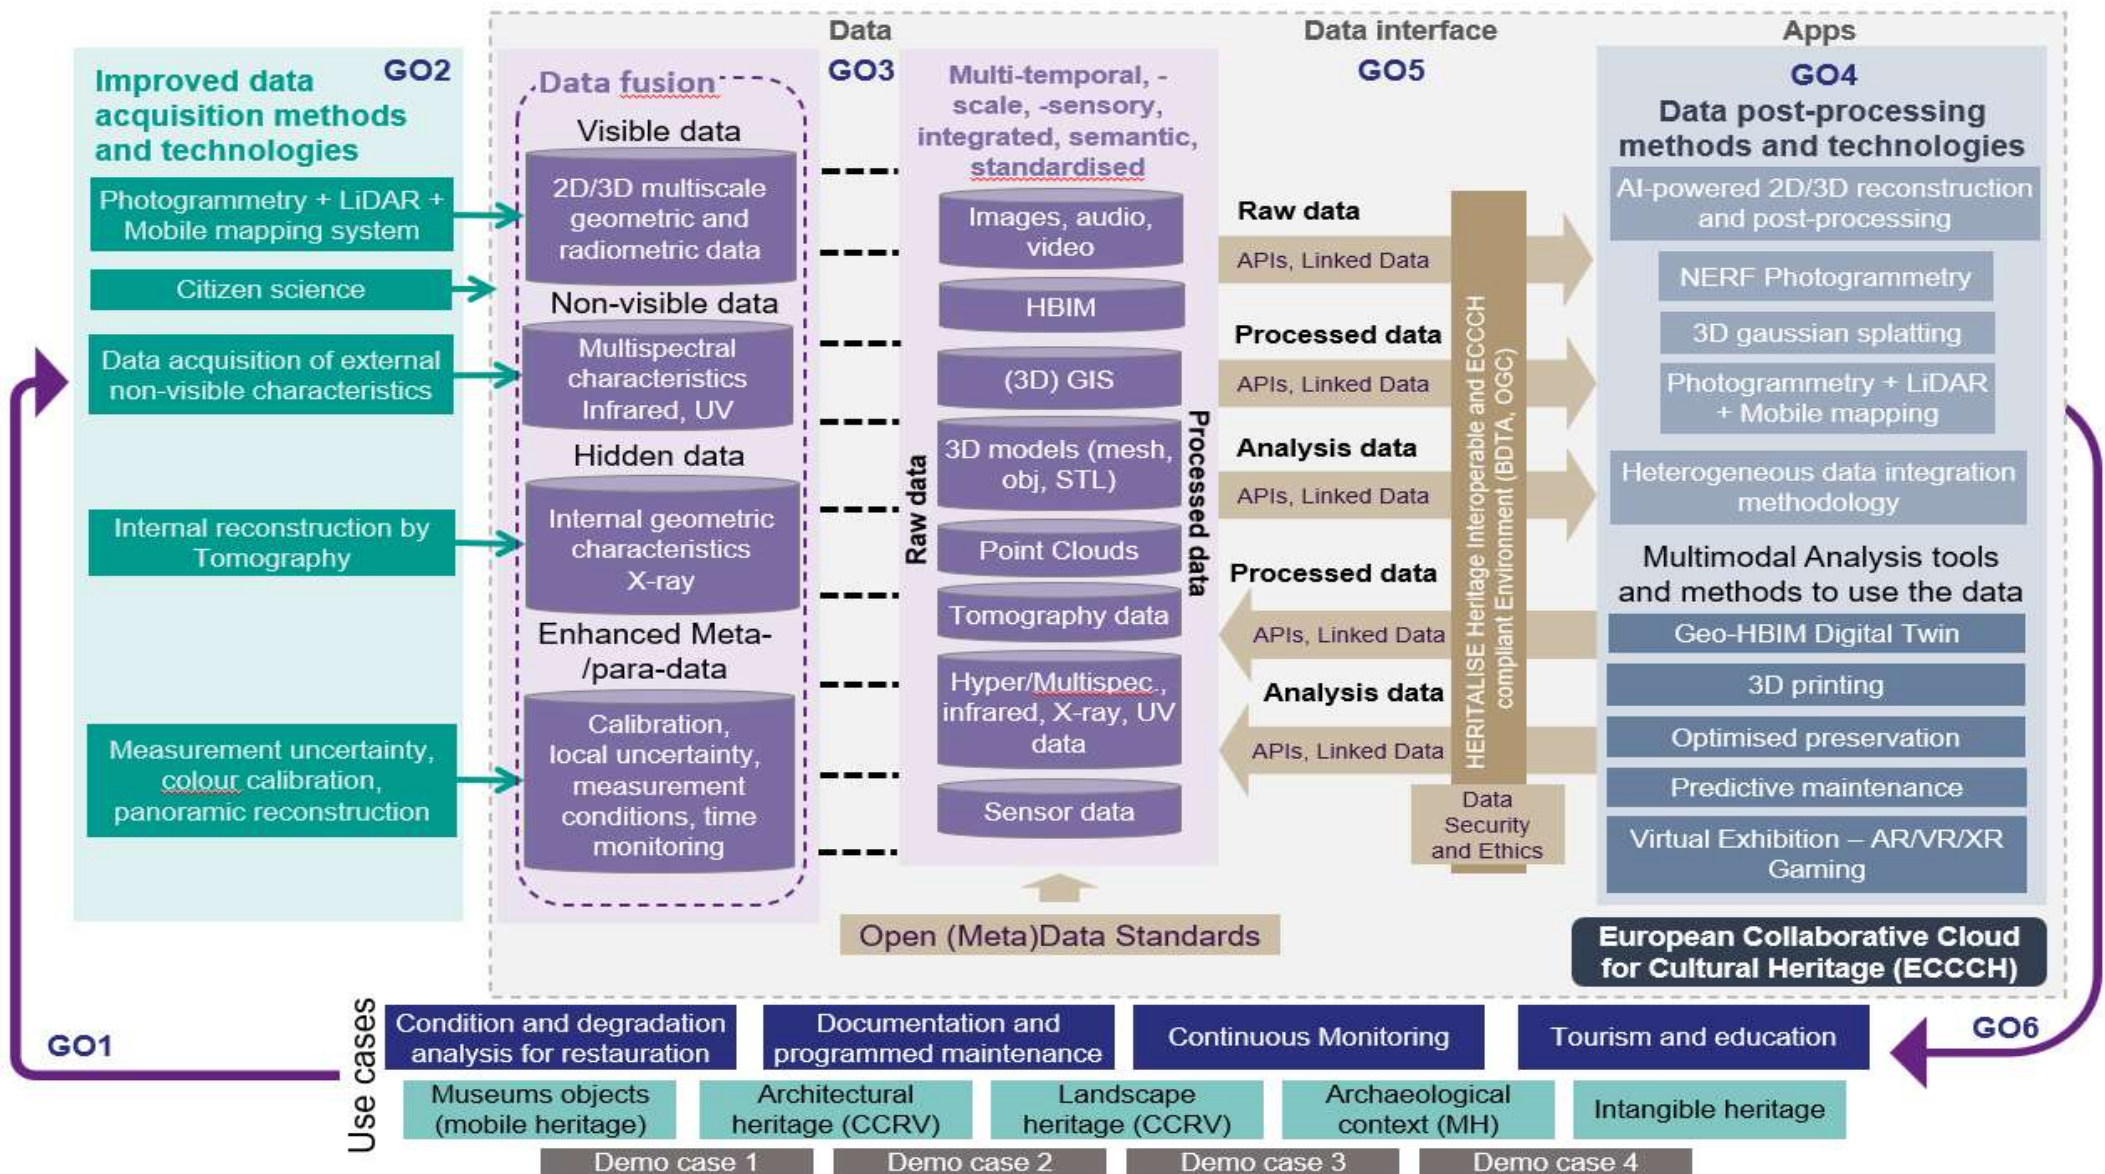 Improved data
acquisition methods
and technologies
GO2
Photogrammetry + LiDAR +
Mobile mapping system
Citizen science
Data acquisition of external
non-visible characteristics
Internal reconstruction by
Tomography
Measurement uncertainty,
colour calibration,
panoramic reconstruction
Data
GO3
Data fusion
Visible data
2D/3D multiscale
geometric and
radiometric data
Non-visible data
Multispectral
characteristics
Infrared, UV
Hidden data
Internal geometric
characteristics
X-ray
Enhanced Meta-
/para-data
Calibration,
local uncertainty,
measurement
conditions, time
monitoring
Multi-temporal, -
scale, -sensory,
integrated, semantic,
standardised
Raw data
Images, audio,
video
HBIM
(3D) GIS
3D models (mesh,
obj, STL)
Point Clouds
Tomography data
Hyper/Multispec.,
infrared, X-ray, UV
data
Sensor data
Processed data
Open (Meta)Data Standards
Data interface
GO5
Raw data
APIs, Linked Data
Processed data
APIs, Linked Data
Analysis data
APIs, Linked Data
Processed data
APIs, Linked Data
Analysis data
APIs, Linked Data
HERITALISE Heritage Interoperable and ECCCH
compliant Environment (BDTA, OGC)
Data
Security
and Ethics
Apps
GO4
Data post-processing
methods and technologies
AI-powered 2D/3D reconstruction
and post-processing
NERF Photogrammetry
3D gaussian splatting
Photogrammetry + LiDAR
+ Mobile mapping
Heterogeneous data integration
methodology
Multimodal Analysis tools
and methods to use the data
Geo-HBIM Digital Twin
3D printing
Optimised preservation
Predictive maintenance
Virtual Exhibition – AR/VR/XR
Gaming
European Collaborative Cloud
for Cultural Heritage (ECCCH)
GO1
GO6
Use cases
Condition and degradation
analysis for restauration
Documentation and
programmed maintenance
Continuous Monitoring
Tourism and education
Museums objects
(mobile heritage)
Architectural
heritage (CCRV)
Landscape
heritage (CCRV)
Archaeological
context (MH)
Intangible heritage
Demo case 1
Demo case 2
Demo case 3
Demo case 4